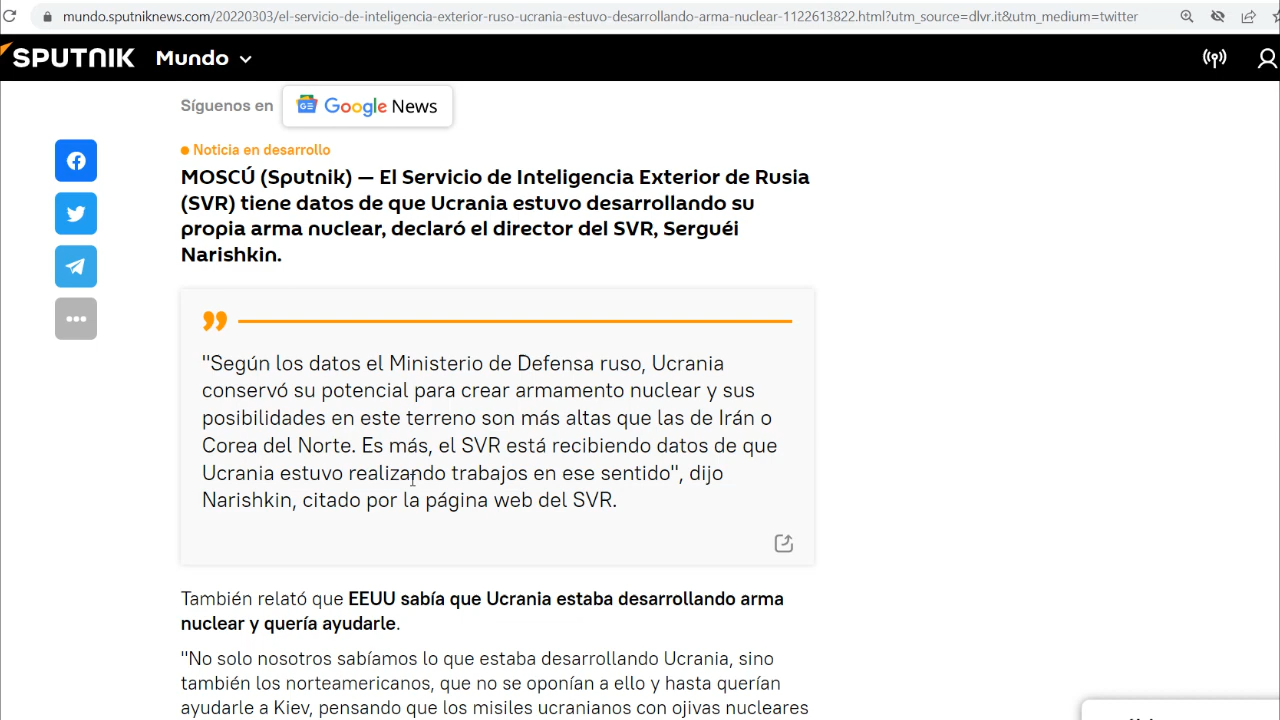 mundo.sputniknews.com/20220303/el-servicio-de-inteligencia-exterior-ruso-ucrania-estuvo-desarrollando-arma-nuclear-1122613822.html?utm_source=dlvr.it&utm_medium=twitter
SPUTNIK Mundo
Síguenos en Google News
Noticia en desarrollo
MOSCÚ (Sputnik) — El Servicio de Inteligencia Exterior de Rusia
(SVR) tiene datos de que Ucrania estuvo desarrollando su
propia arma nuclear, declaró el director del SVR, Serguéi
Narishkin.
"Según los datos el Ministerio de Defensa ruso, Ucrania
conservó su potencial para crear armamento nuclear y sus
posibilidades en este terreno son más altas que las de Irán o
Corea del Norte. Es más, el SVR está recibiendo datos de que
Ucrania estuvo realizando trabajos en ese sentido", dijo
Narishkin, citado por la página web del SVR.
También relató que EEUU sabía que Ucrania estaba desarrollando arma
nuclear y quería ayudarle.
"No solo nosotros sabíamos lo que estaba desarrollando Ucrania, sino
también los norteamericanos, que no se oponían a ello y hasta querían
ayudarle a Kiev, pensando que los misiles ucranianos con ojivas nucleares